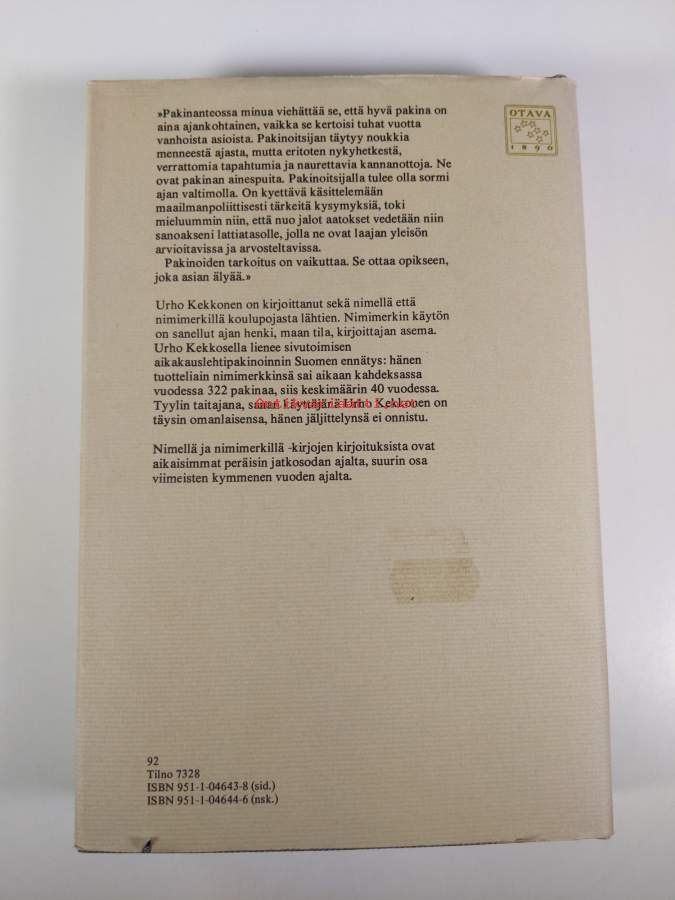 »Pakinanteossa minua viehättää se, että hyvä pakina on
aina ajankohtainen, vaikka se kertoisi tuhat vuotta
vanhoista asioista. Pakinoitsijan täytyy noukkia
menneestä ajasta, mutta eritoten nykyhetkestä,
verrattomia tapahtumia ja naurettavia kannanottoja. Ne
ovat pakinan ainespuita. Pakinoitsijalla tulee olla sormi
ajan valtimolla. On kyettävä käsittelemään
maailmanpoliittisesti tärkeitä kysymyksiä, toki
mieluummin niin, että nuo jalot aatokset vedetään niin
sanoakseni lattiatasolle, jolla ne ovat laajan yleisön
arvioitavissa ja arvosteltavissa.
Pakinoiden tarkoitus on vaikuttaa. Se ottaa opikseen,
joka asian älyää.»
OTAVA
1890
Urho Kekkonen on kirjoittanut sekä nimellä että
nimimerkillä koulupojasta lähtien. Nimimerkin käytön
on sanellut ajan henki, maan tila, kirjoittajan asema.
Urho Kekkosella lienee sivutoimisen
aikakauslehtipakinoinnin Suomen ennätys: hänen
tuotteliain nimimerkkinsä sai aikaan kahdeksassa
vuodessa 322 pakinaa, siis keskimäärin 40 vuodessa.
Tyylin taitajana, sanan käyttäjänä Urho Kekkonen on
täysin omanlaisensa, hänen jäljittelynsä ei onnistu.
Nimellä ja nimimerkillä -kirjojen kirjoituksista ovat
aikaisimmat peräisin jatkosodan ajalta, suurin osa
viimeisten kymmenen vuoden ajalta.
92
Tilno 7328
ISBN 951-1-04643-8 (sid.)
ISBN 951-1-04644-6 (nsk.)